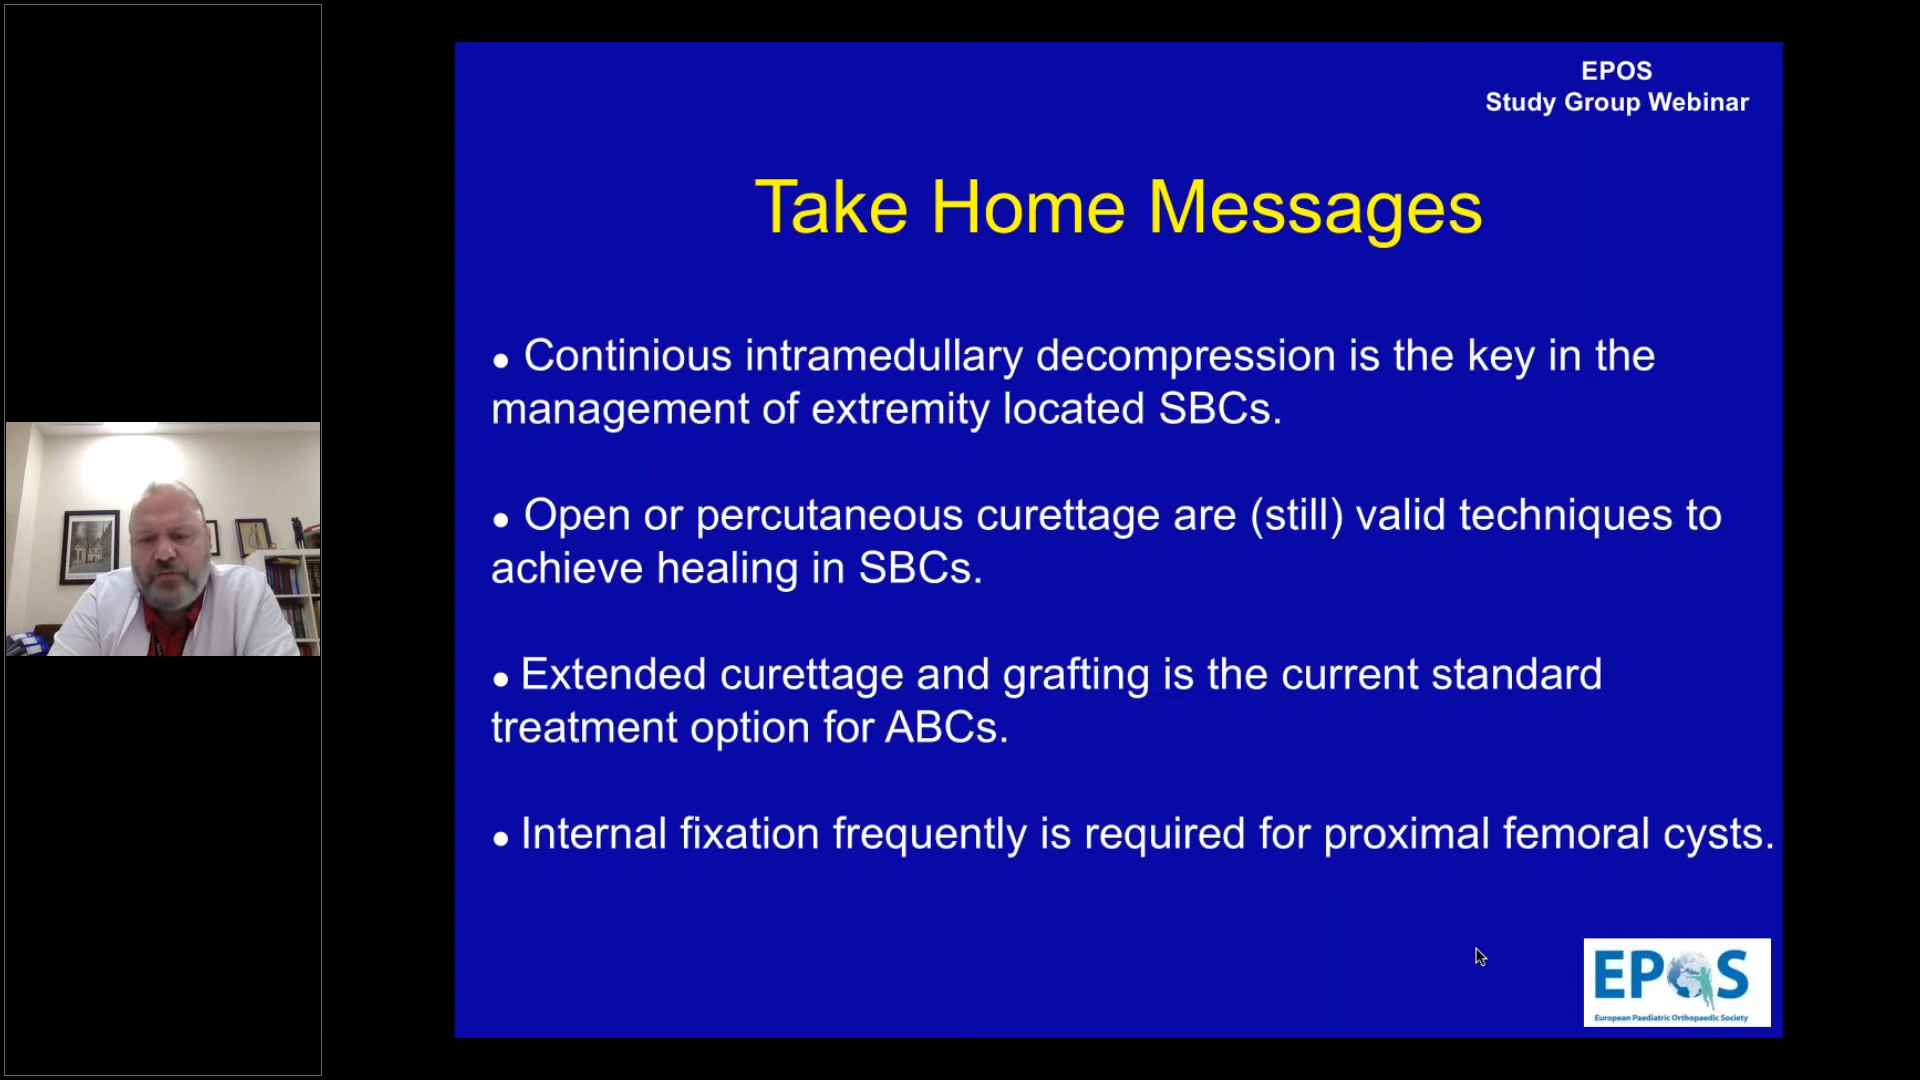 EPOS
Study Group Webinar
Take Home Messages
● Continious intramedullary decompression is the key in the
management of extremity located SBCs.
● Open or percutaneous curettage are (still) valid techniques to
achieve healing in SBCs.
● Extended curettage and grafting is the current standard
treatment option for ABCs.
● Internal fixation frequently is required for proximal femoral cysts.
EPOS
European Paediatric Orthopaedic Society